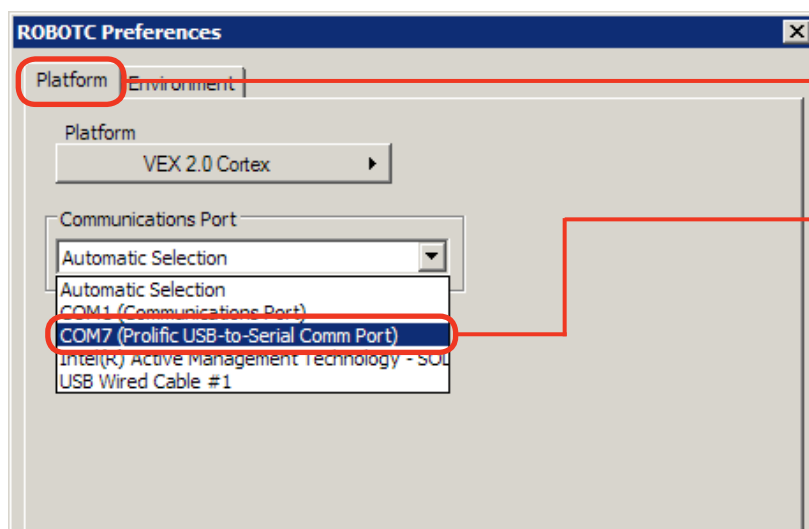 ROBOTC Preferences
Platform Environment
Platform
VEX 2.0 Cortex
Communications Port
Automatic Selection
Automatic Selection
COM1 (Communications Port)
COM7 (Prolific USB-to-Serial Comm Port)
Intel(R) Active Management Technology - SOL
USB Wired Cable #1